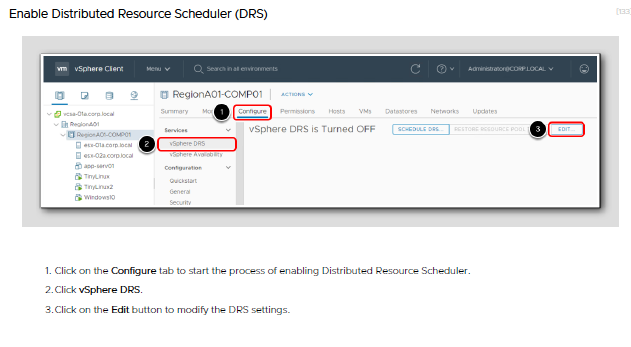 Enable Distributed Resource Scheduler (DRS)
[133
vm vSphere Client Menu Search in all environments Administrator@CORP.LOCAL
RegionA01-COMP01 ACTIONS
Summary Mo 1 Configure Permissions Hosts VMs Datastores Networks Updates
vcsa-01a.corp.local
RegionA01
RegionA01-COMP01
esx-01a.corp.local
esx-02a.corp.local
app-serv01
TinyLinux
TinyLinux2
Windows10
Services
2 vSphere DRS
vSphere Availability
Configuration
Quickstart
General
Security
vSphere DRS is Turned OFF SCHEDULE DRS... RESTORE RESOURCE POOL 3 EDIT...
1. Click on the Configure tab to start the process of enabling Distributed Resource Scheduler.
2. Click vSphere DRS.
3. Click on the Edit button to modify the DRS settings.